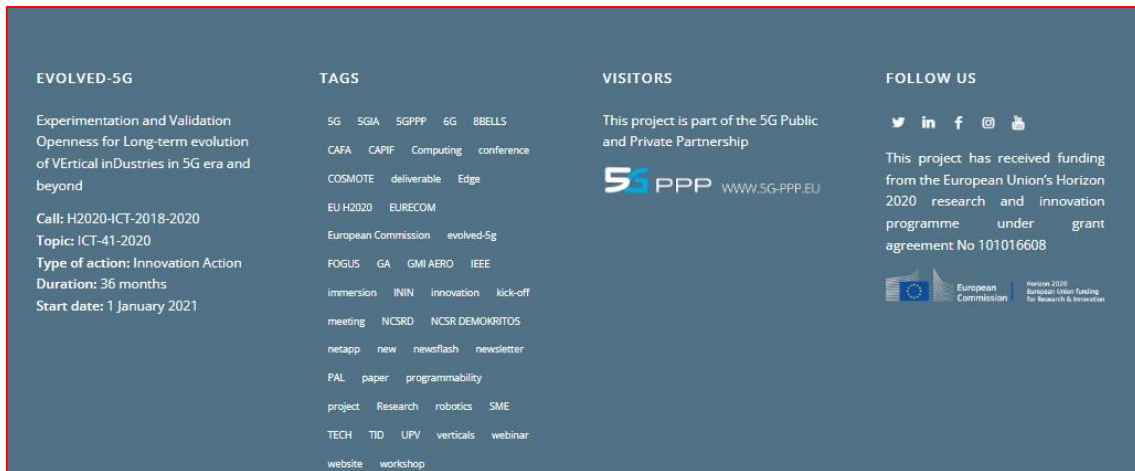 EVOLVED-5G
Experimentation and Validation
Openness for Long-term evolution
of VErtical inDustries in 5G era and
beyond
Call: H2020-ICT-2018-2020
Topic: ICT-41-2020
Type of action: Innovation Action
Duration: 36 months
Start date: 1 January 2021
TAGS
5G 5GIA 5GPPP 6G 8BELLS
CAFA CAPIF Computing conference
COSMOTE deliverable Edge
EU H2020 EURECOM
European Commission evolved-5g
FOGUS GA GMI AERO IEEE
immersion ININ innovation kick-off
meeting NCSRD NCSR DEMOKRITOS
netapp new newsflash newsletter
PAL paper programmability
project Research robotics SME
TECH TID UPV verticals webinar
website workshop
VISITORS
This project is part of the 5G Public
and Private Partnership
5G PPP WWW.5G-PPP.EU
FOLLOW US
This project has received funding
from the European Union's Horizon
2020 research and innovation
programme under grant
agreement No 101016608
European
Commission
Horizon 2020
European Union funding
for Research & Innovation